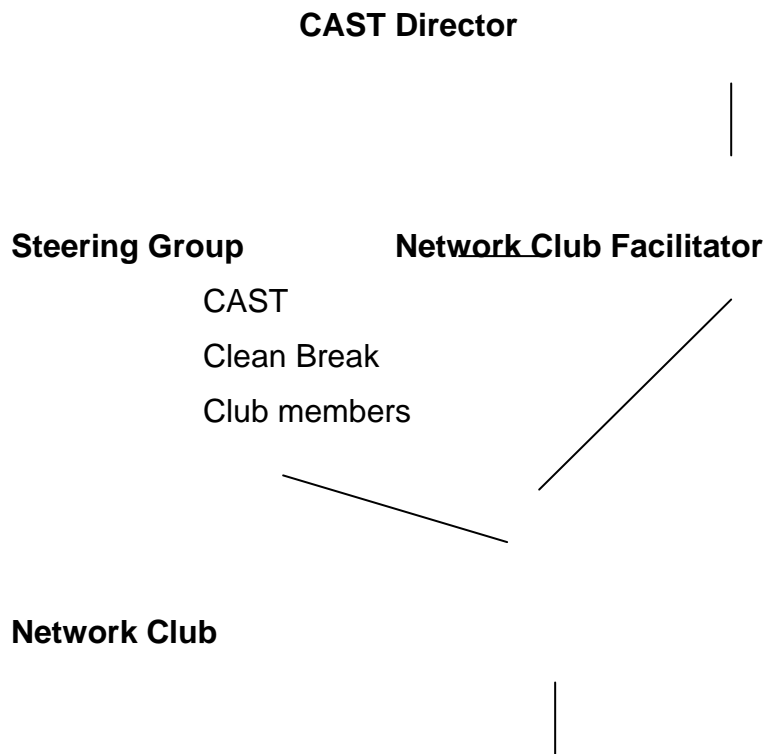 CAST Director
Steering Group Network Club Facilitator
CAST
Clean Break
Club members
Network Club